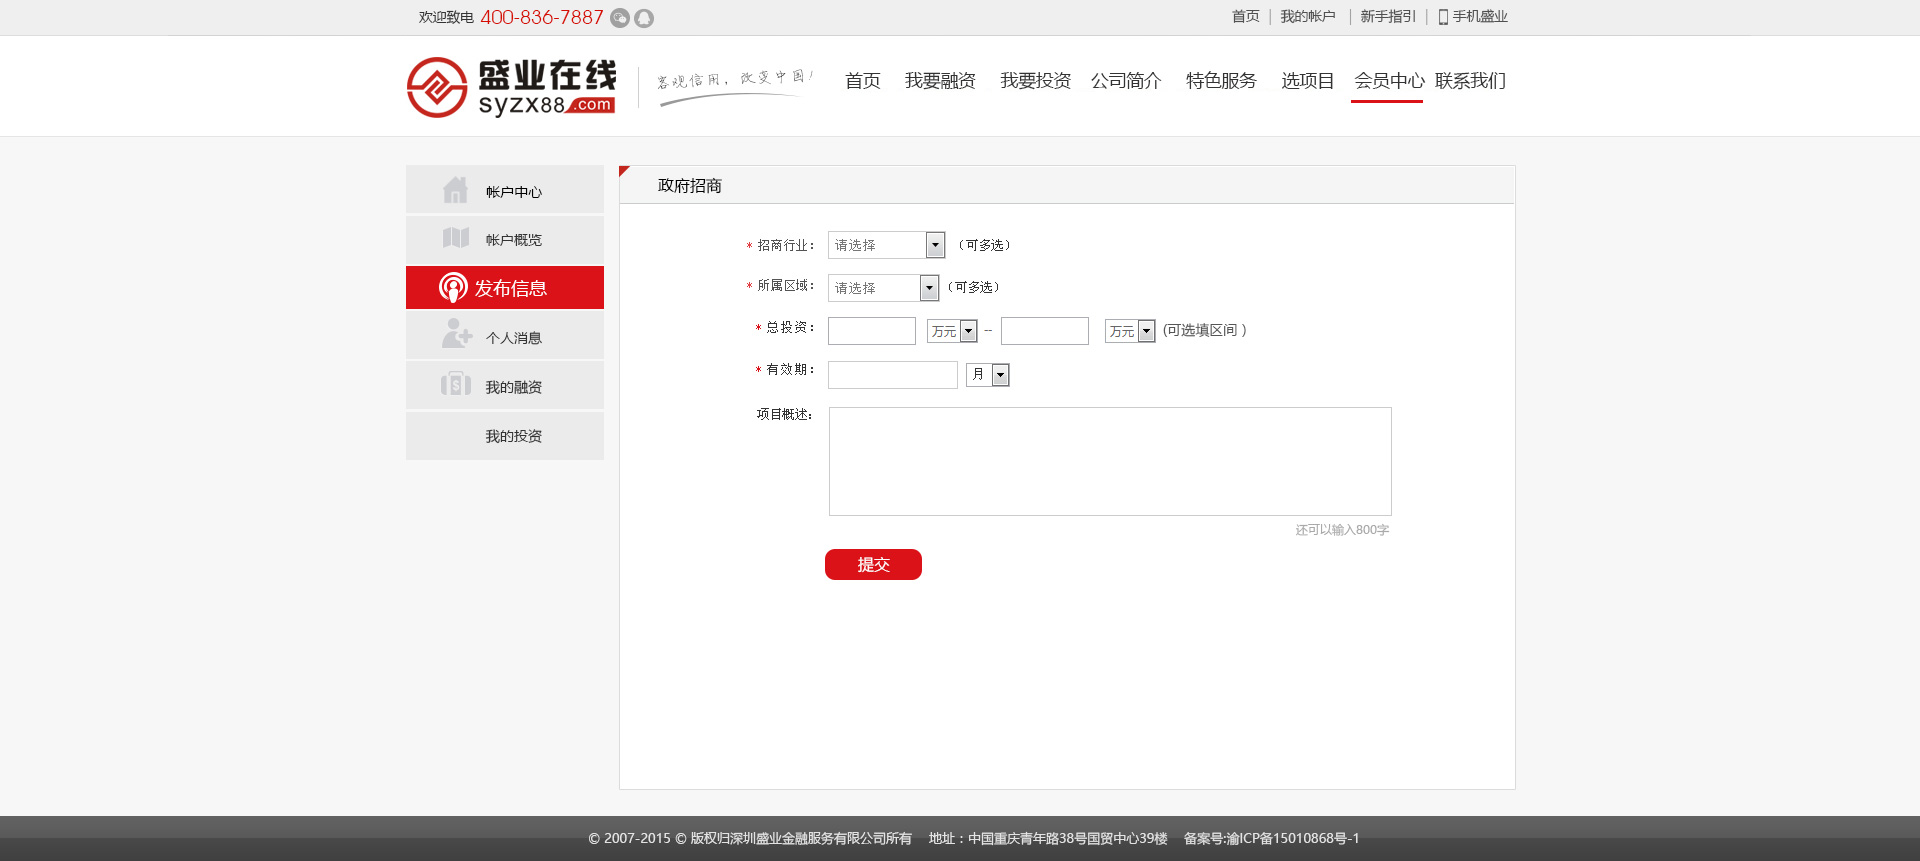 欢迎致电 400-836-7887 首页 | 我的帐户 | 新手指引 | 手机盛业
盛业在线
syzx88.com
客观信用，改变中国!
首页 我要融资 我要投资 公司简介 特色服务 选项目 会员中心 联系我们
帐户中心
帐户概览
发布信息
个人消息
我的融资
我的投资
政府招商
* 招商行业： 请选择 （可多选）
* 所属区域： 请选择 （可多选）
* 总投资： 万元 -- 万元 (可选填区间 )
* 有效期： 月
项目概述：
还可以输入800字
提交
© 2007-2015 © 版权归深圳盛业金融服务有限公司所有 地址：中国重庆青年路38号国贸中心39楼 备案号:渝ICP备15010868号-1